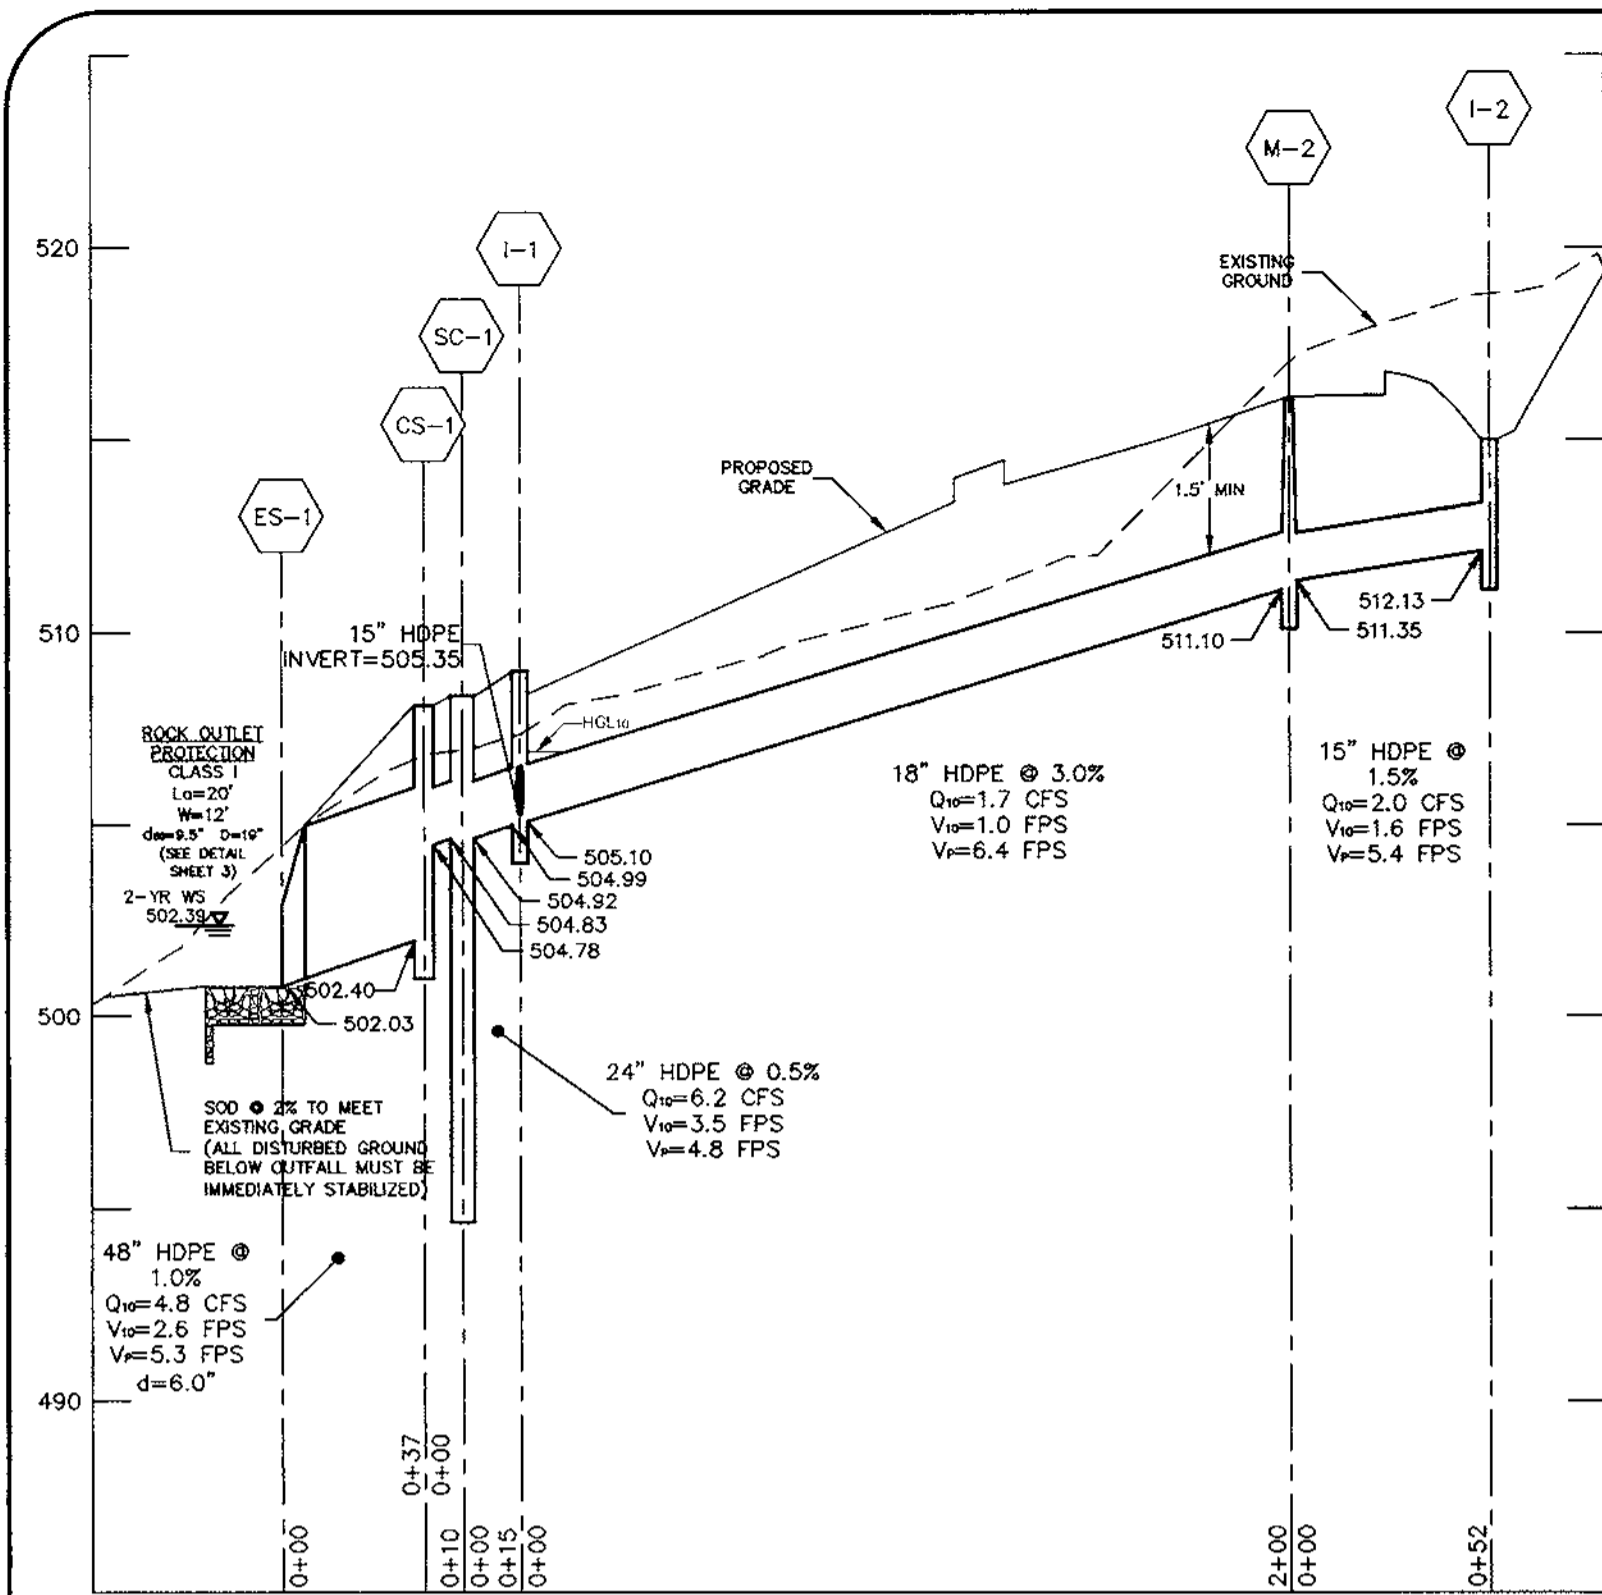 I-2
M-2
520
I-1
EXISTING
GROUND
SC-1
CS-1
PROPOSED
GRADE
1.5' MIN
ES-1
512.13
511.35
511.10
510
15" HDPE
INVERT=505.35
HGL10
ROCK OUTLET
PROTECTION
CLASS I
La=20'
W=12'
d50=9.5" D=19"
(SEE DETAIL
SHEET 3)
2-YR WS
502.39
18" HDPE @ 3.0%
Q10=1.7 CFS
V10=1.0 FPS
VP=6.4 FPS
15" HDPE @
1.5%
Q10=2.0 CFS
V10=1.6 FPS
VP=5.4 FPS
505.10
504.99
504.92
504.83
504.78
502.40
502.03
500
24" HDPE @ 0.5%
Q10=6.2 CFS
V10=3.5 FPS
VP=4.8 FPS
SOD @ 2% TO MEET
EXISTING GRADE
(ALL DISTURBED GROUND
BELOW OUTFALL MUST BE
IMMEDIATELY STABILIZED)
48" HDPE @
1.0%
Q10=4.8 CFS
V10=2.6 FPS
VP=5.3 FPS
d=6.0"
490
0+00
0+37
0+00
0+10
0+00
0+15
0+00
2+00
0+00
0+52